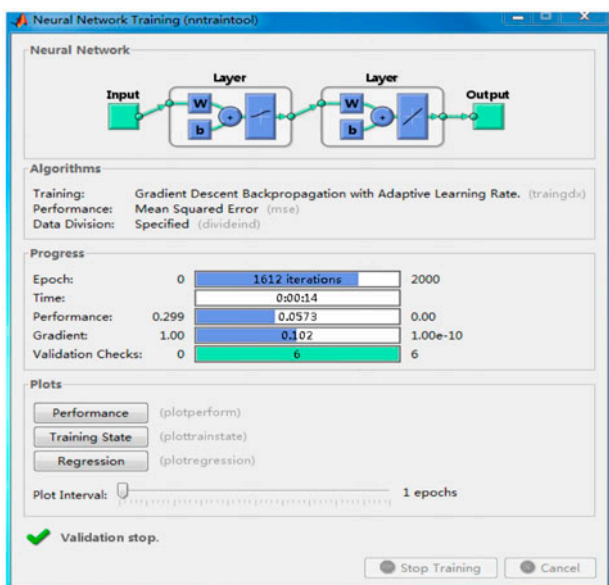 Neural Network Training (nntraintool)
Neural Network
Layer Layer
Input Output
W W
b b
+ +
Algorithms
Training: Gradient Descent Backpropagation with Adaptive Learning Rate. (traingdx)
Performance: Mean Squared Error (mse)
Data Division: Specified (divideind)
Progress
Epoch: 0 1612 iterations 2000
Time: 0:00:14
Performance: 0.299 0.0573 0.00
Gradient: 1.00 0.102 1.00e-10
Validation Checks: 0 6 6
Plots
Performance (plotperform)
Training State (plottrainstate)
Regression (plotregression)
Plot Interval: 1 epochs
Validation stop.
Stop Training Cancel